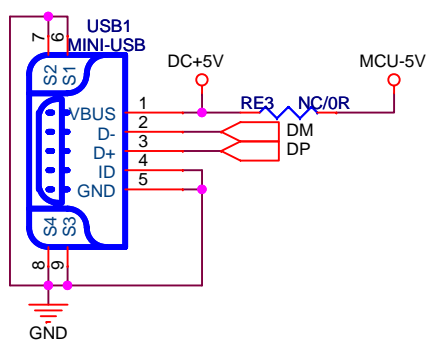 USB1
MINI-USB
7
6
S2
S1
DC+5V
MCU-5V
VBUS
1
RE3
NC/0R
D-
2
DM
D+
3
DP
ID
4
GND
5
S4
S3
8
9
GND